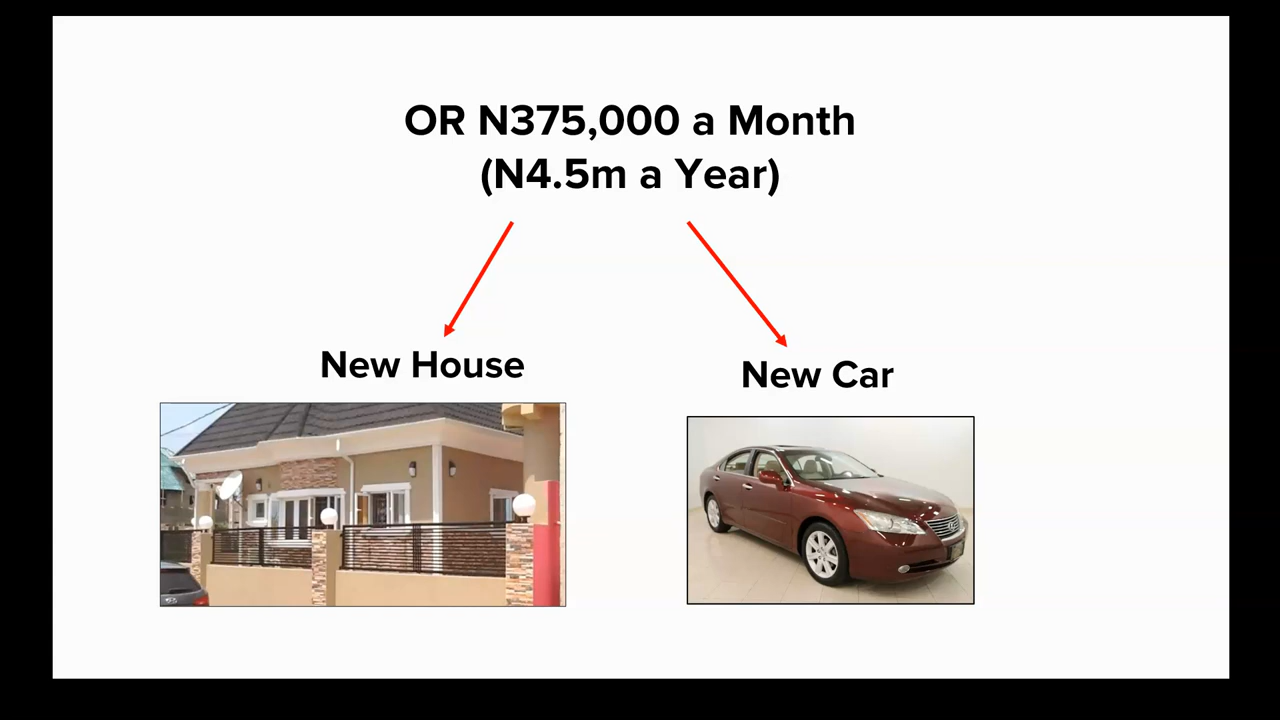 OR N375,000 a Month
(N4.5m a Year)
New House
New Car